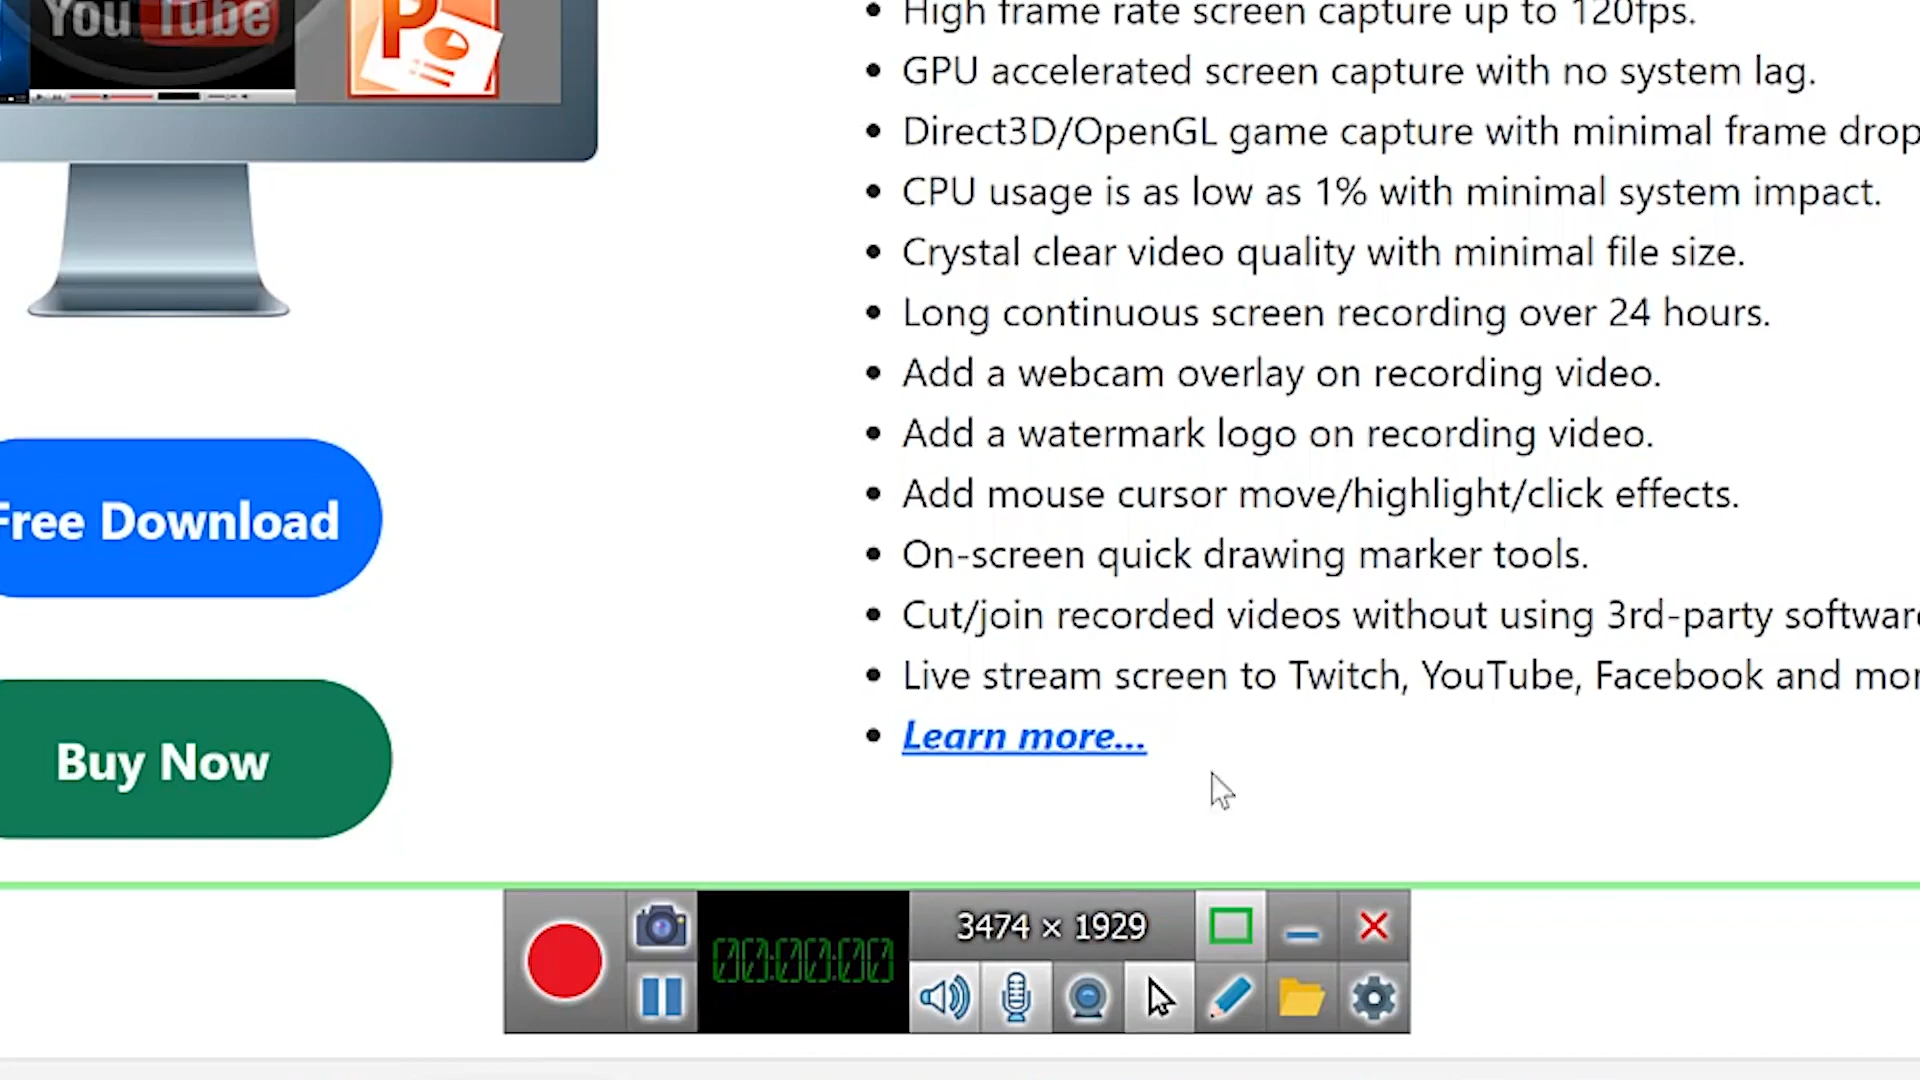 You Tube
P
High frame rate screen capture up to 120fps.
GPU accelerated screen capture with no system lag.
Direct3D/OpenGL game capture with minimal frame drop
CPU usage is as low as 1% with minimal system impact.
Crystal clear video quality with minimal file size.
Long continuous screen recording over 24 hours.
Add a webcam overlay on recording video.
Add a watermark logo on recording video.
Add mouse cursor move/highlight/click effects.
On-screen quick drawing marker tools.
Cut/join recorded videos without using 3rd-party software
Live stream screen to Twitch, YouTube, Facebook and mor
Learn more...
Free Download
Buy Now
3474 × 1929
00:00:00